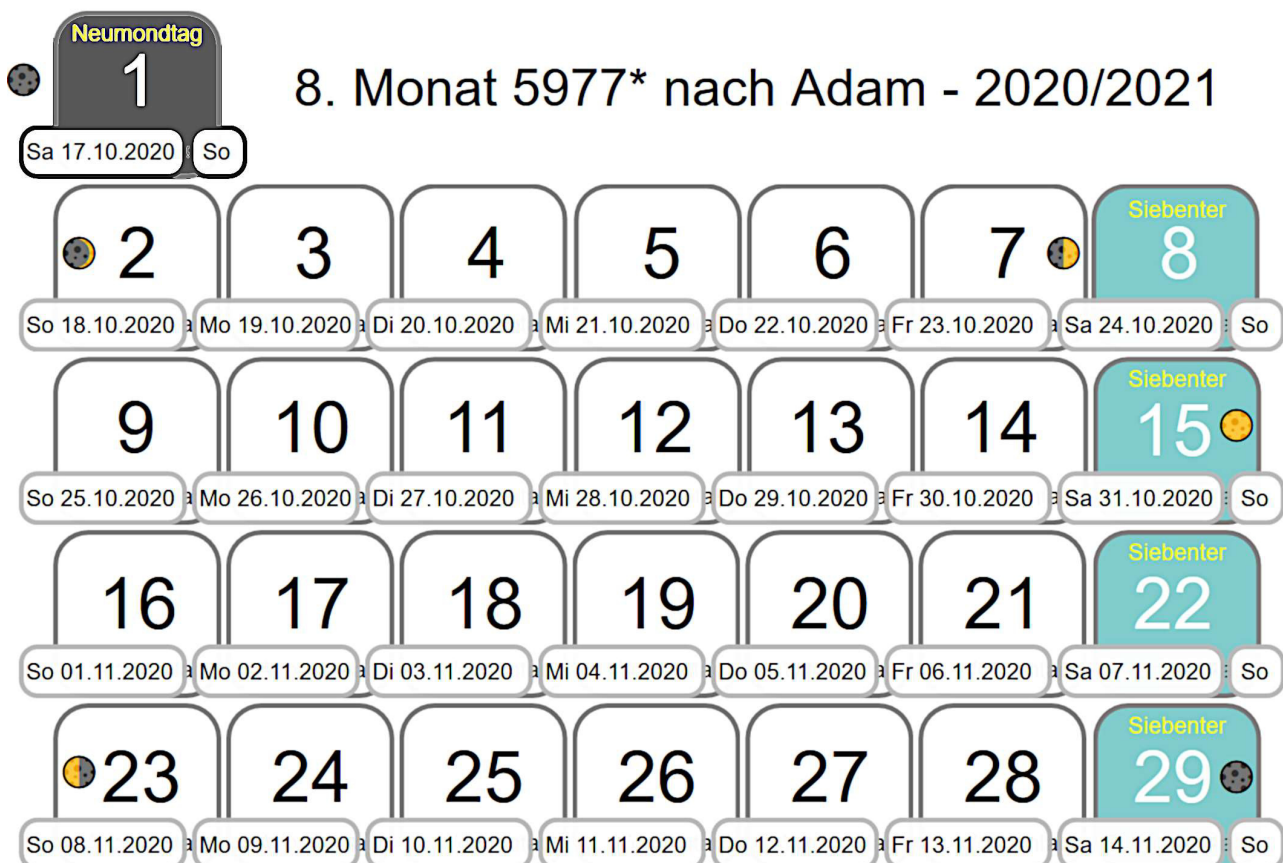 Neumondtag
1
8. Monat 5977* nach Adam - 2020/2021
Sa 17.10.2020 So
2 3 4 5 6 7 Siebenter 8
So 18.10.2020 Mo 19.10.2020 Di 20.10.2020 Mi 21.10.2020 Do 22.10.2020 Fr 23.10.2020 Sa 24.10.2020 So
9 10 11 12 13 14 Siebenter 15
So 25.10.2020 Mo 26.10.2020 Di 27.10.2020 Mi 28.10.2020 Do 29.10.2020 Fr 30.10.2020 Sa 31.10.2020 So
16 17 18 19 20 21 Siebenter 22
So 01.11.2020 Mo 02.11.2020 Di 03.11.2020 Mi 04.11.2020 Do 05.11.2020 Fr 06.11.2020 Sa 07.11.2020 So
23 24 25 26 27 28 Siebenter 29
So 08.11.2020 Mo 09.11.2020 Di 10.11.2020 Mi 11.11.2020 Do 12.11.2020 Fr 13.11.2020 Sa 14.11.2020 So